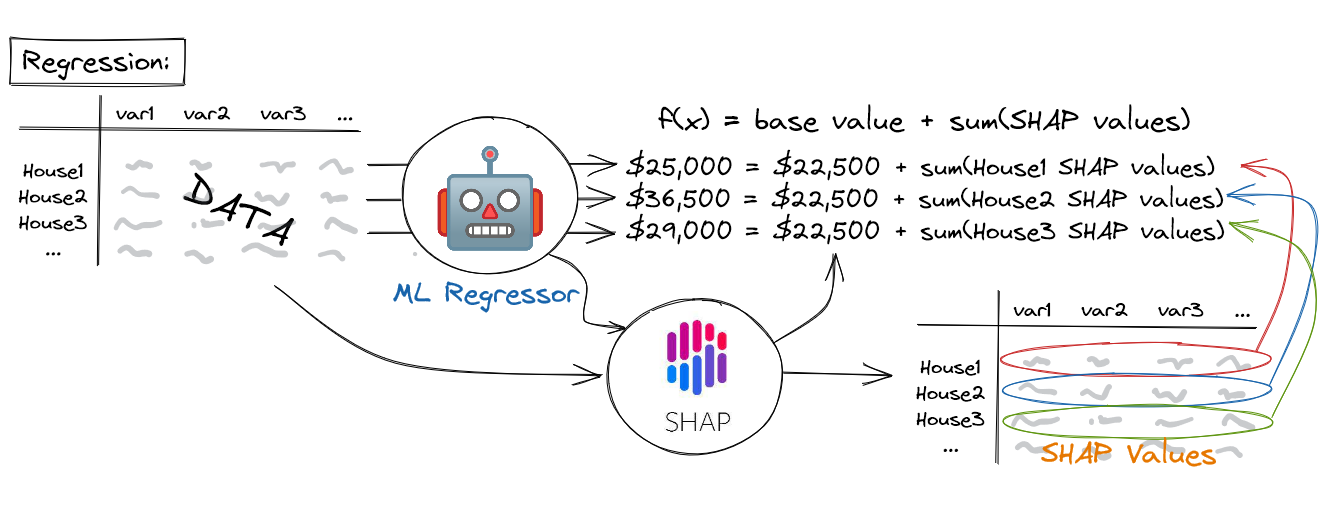 Regression:
var1 var2 var3 ...
House1
House2
House3
...
DATA
ML Regressor
f(x) = base value + sum(SHAP values)
$25,000 = $22,500 + sum(House1 SHAP values)
$36,500 = $22,500 + sum(House2 SHAP values)
$29,000 = $22,500 + sum(House3 SHAP values)
SHAP
var1 var2 var3 ...
House1
House2
House3
...
SHAP Values